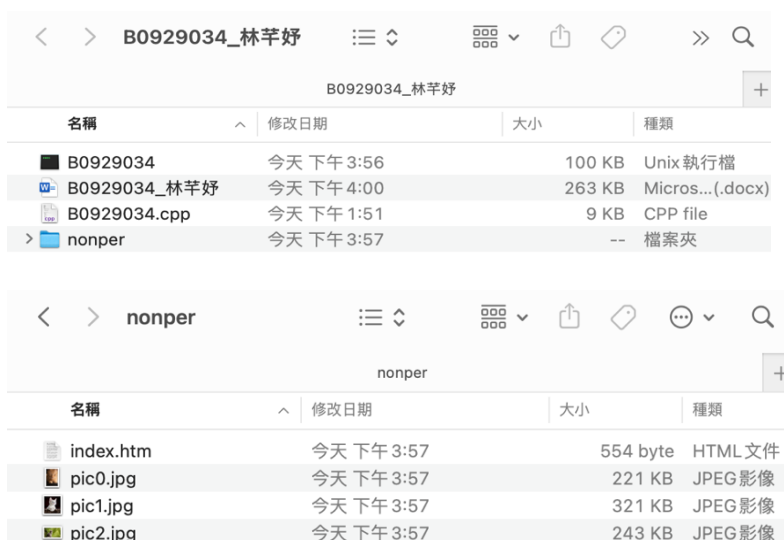 B0929034_林芊妤
B0929034_林芊妤
名稱 修改日期 大小 種類
B0929034 今天 下午3:56 100 KB Unix執行檔
B0929034_林芊妤 今天 下午4:00 263 KB Micros...(.docx)
B0929034.cpp 今天 下午1:51 9 KB CPP file
nonper 今天 下午3:57 -- 檔案夾
nonper
nonper
名稱 修改日期 大小 種類
index.htm 今天 下午3:57 554 byte HTML文件
pic0.jpg 今天 下午3:57 221 KB JPEG影像
pic1.jpg 今天 下午3:57 321 KB JPEG影像
pic2.jpg 今天 下午3:57 243 KB JPEG影像